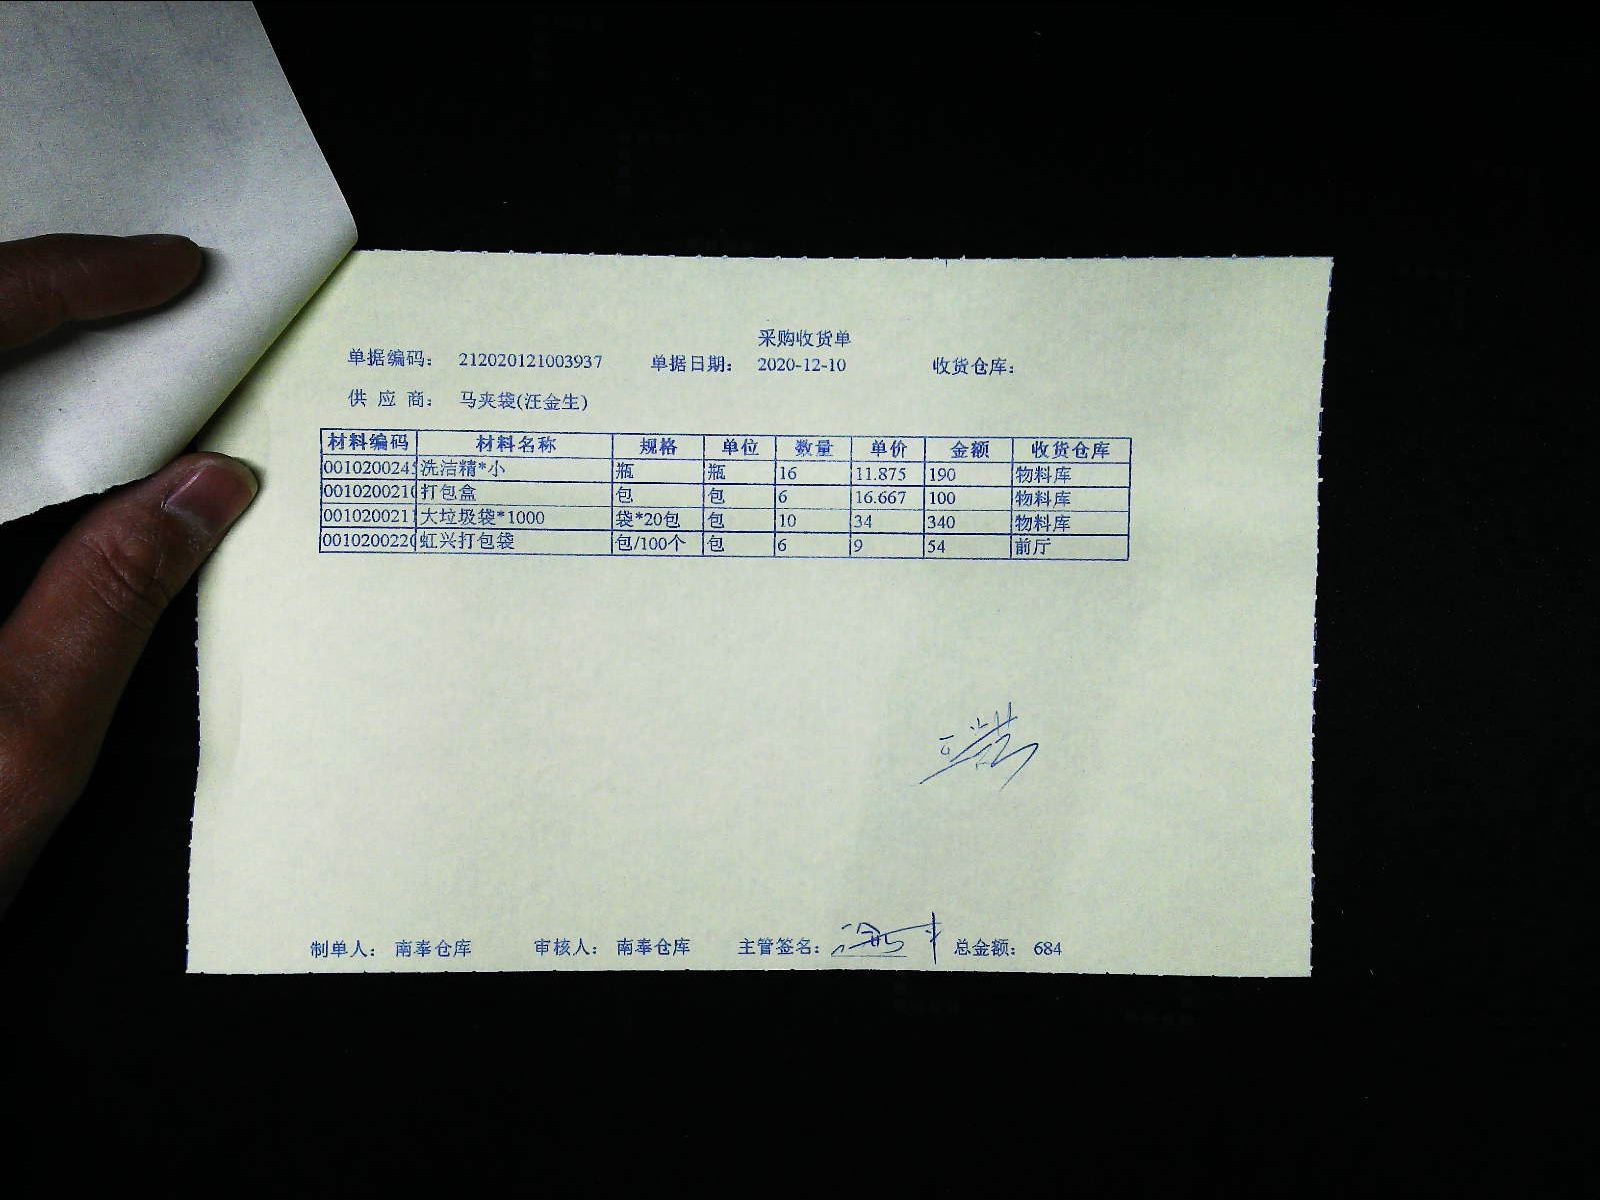 采购收货单
单据编码： 212020121003937 单据日期： 2020-12-10 收货仓库：
供 应 商： 马夹袋(汪金生)
材料编码 材料名称 规格 单位 数量 单价 金额 收货仓库
001020024 洗洁精*小 瓶 瓶 16 11.875 190 物料库
001020021 打包盒 包 包 6 16.667 100 物料库
001020021 大垃圾袋*1000 袋*20包 包 10 34 340 物料库
001020022 虹兴打包袋 包/100个 包 6 9 54 前厅
制单人： 南奉仓库 审核人： 南奉仓库 主管签名： 总金额： 684